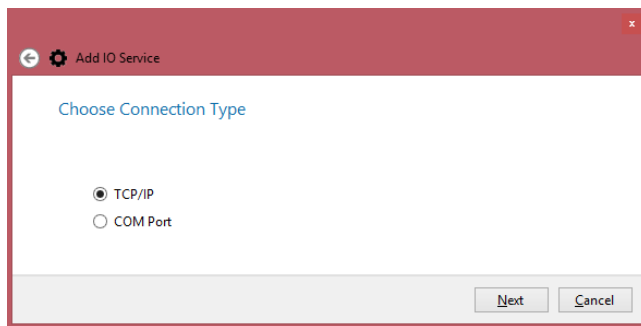 x
Add IO Service
Choose Connection Type
TCP/IP
COM Port
Next Cancel